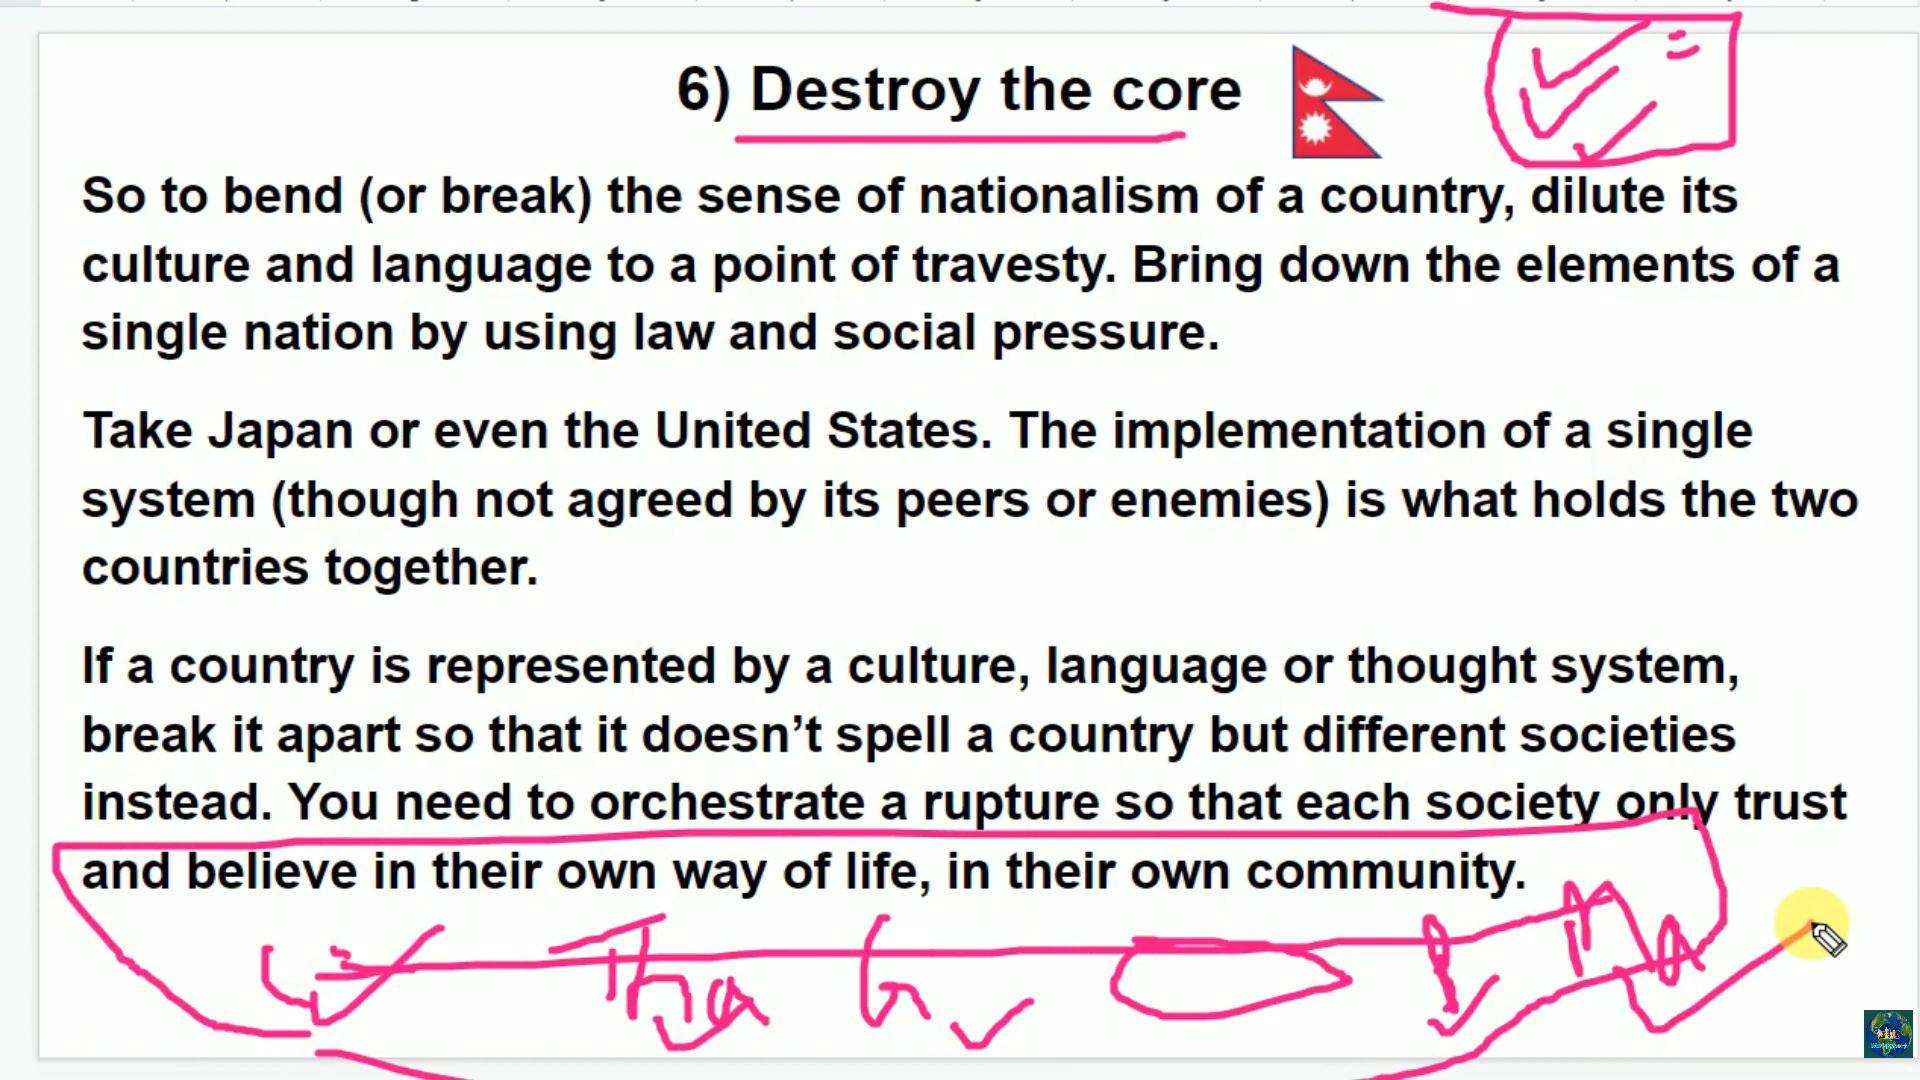 6) Destroy the core
So to bend (or break) the sense of nationalism of a country, dilute its
culture and language to a point of travesty. Bring down the elements of a
single nation by using law and social pressure.
Take Japan or even the United States. The implementation of a single
system (though not agreed by its peers or enemies) is what holds the two
countries together.
If a country is represented by a culture, language or thought system,
break it apart so that it doesn’t spell a country but different societies
instead. You need to orchestrate a rupture so that each society only trust
and believe in their own way of life, in their own community.